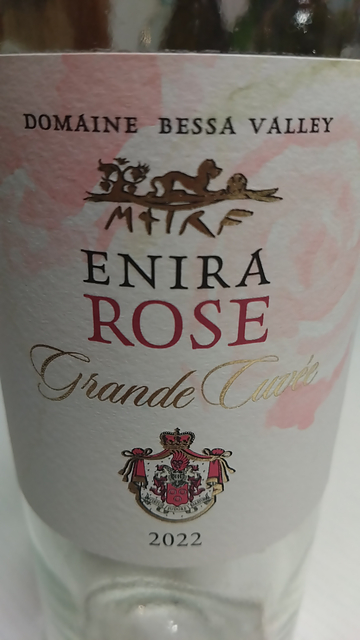 DOMAINE BESSA VALLEY
ENIRA
ROSE
Grande Cuvée
2022